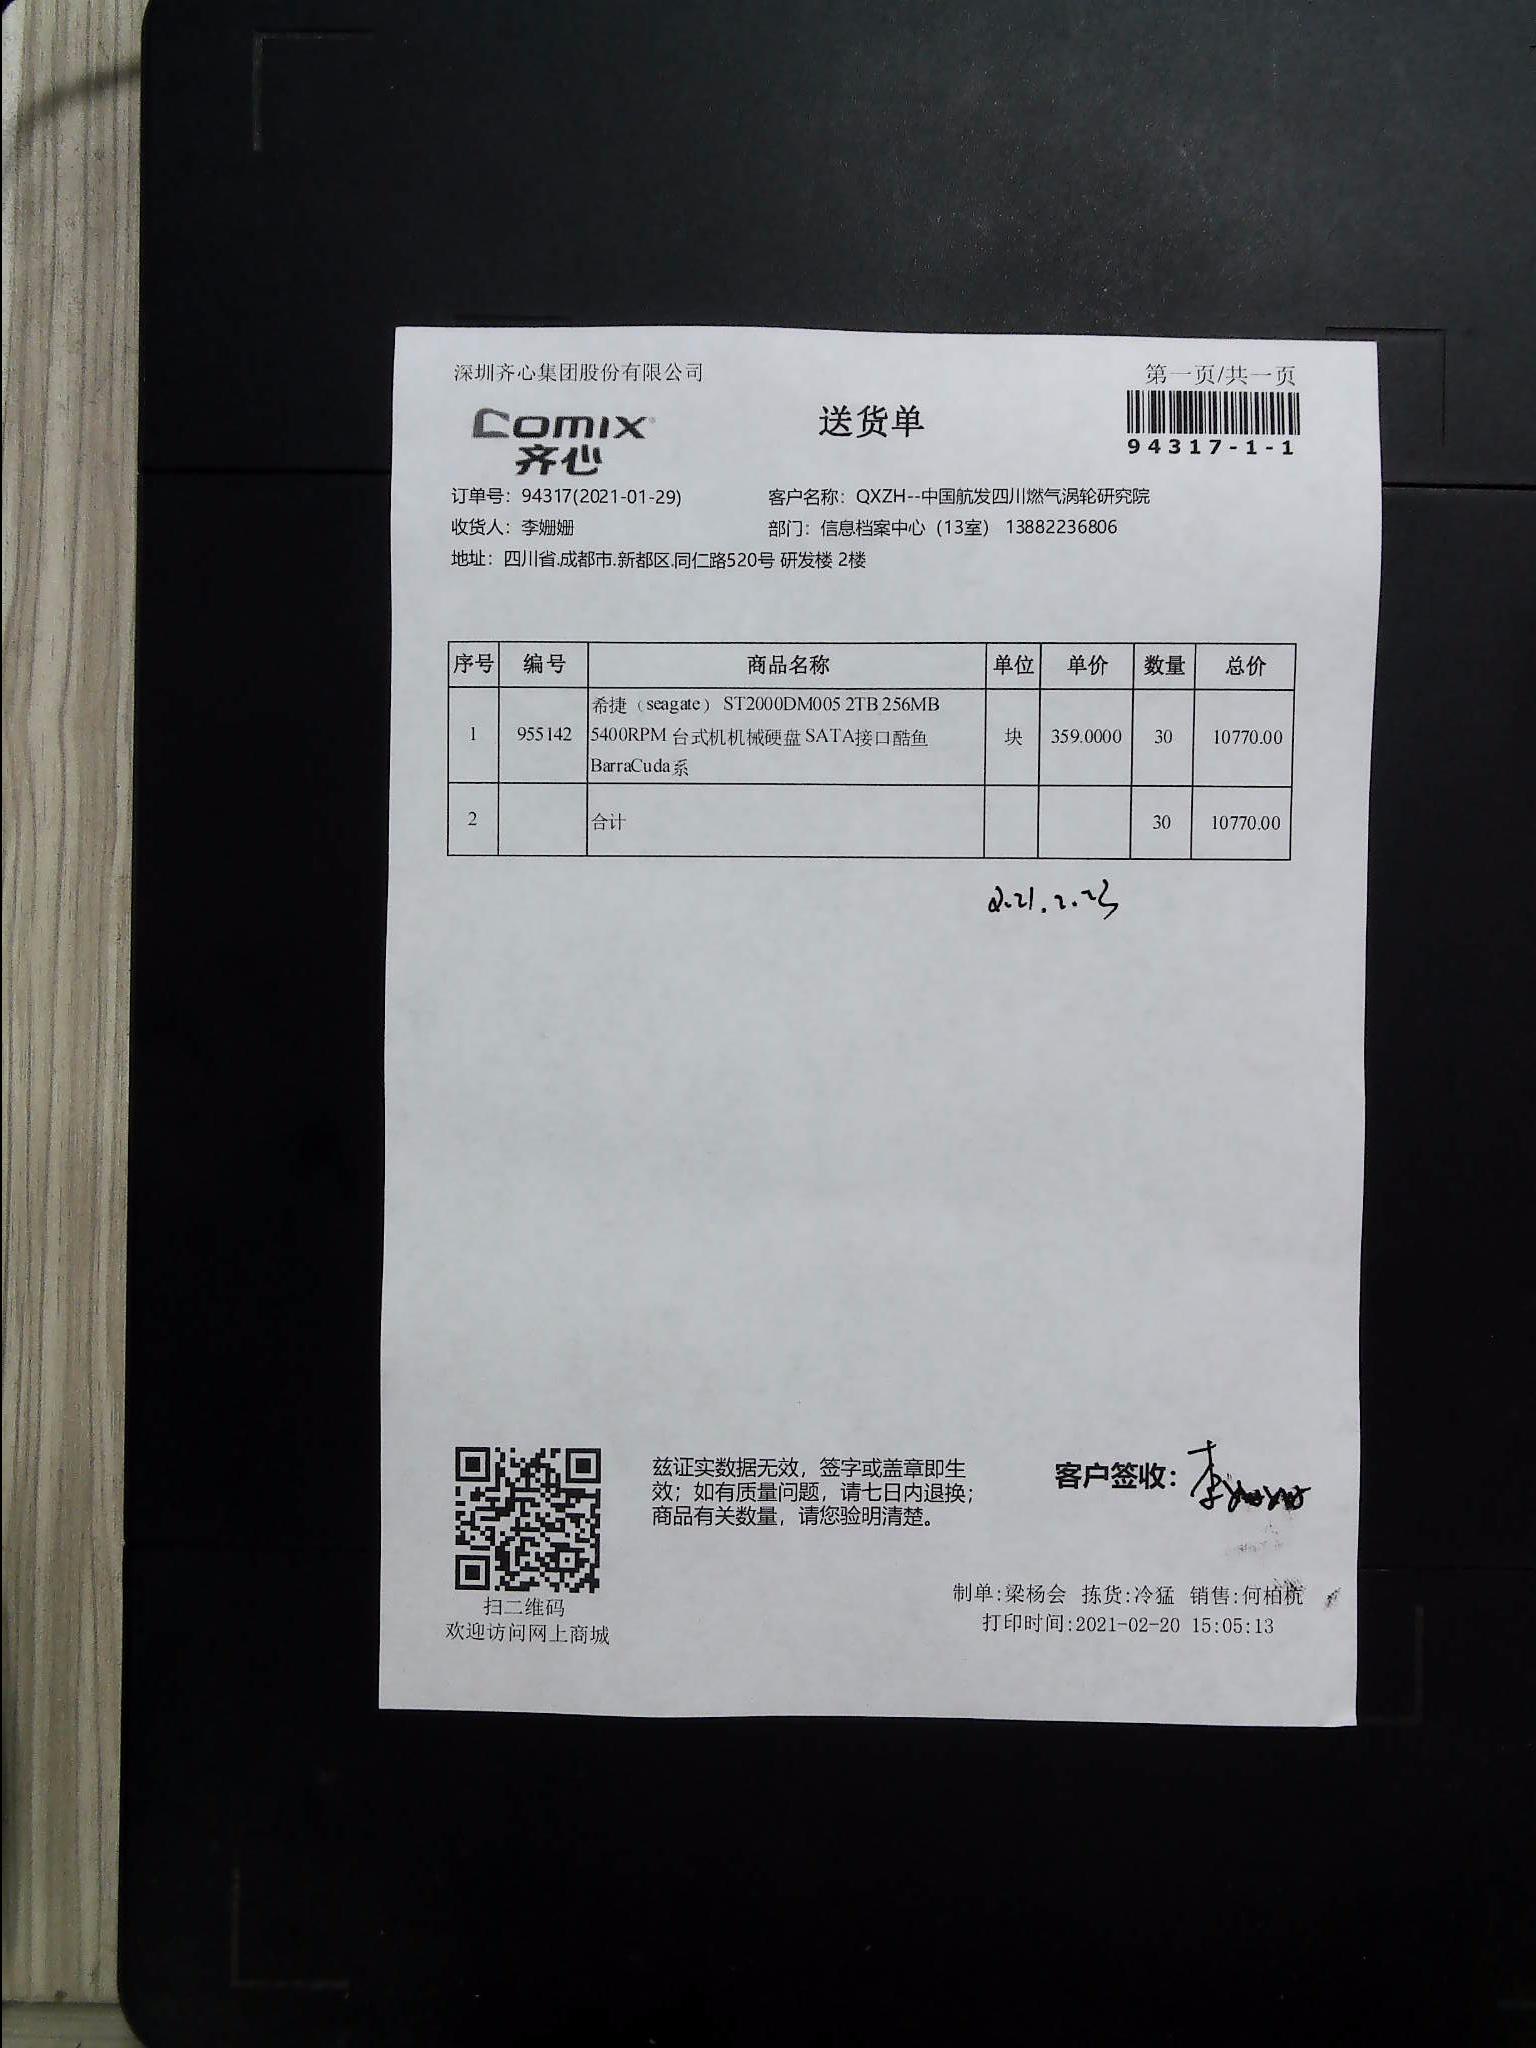 深圳齐心集团股份有限公司
第一页/共一页
comix
齐心
送货单
94317-1-1
订单号：94317(2021-01-29) 客户名称：QXZH--中国航发四川燃气涡轮研究院
收货人：李姗姗 部门：信息档案中心（13室） 13882236806
地址：四川省.成都市.新都区.同仁路520号 研发楼 2楼
序号 编号 商品名称 单位 单价 数量 总价
1 955142 希捷（seagate） ST2000DM005 2TB 256MB
5400RPM 台式机机械硬盘 SATA接口酷鱼 块 359.0000 30 10770.00
BarraCuda系
2 合计 30 10770.00
2021.2.23
兹证实数据无效，签字或盖章即生
效；如有质量问题，请七日内退换；
商品有关数量，请您验明清楚。
客户签收：李姗姗
扫二维码
欢迎访问网上商城
制单:梁杨会 拣货:冷猛 销售:何柏杭
打印时间:2021-02-20 15:05:13